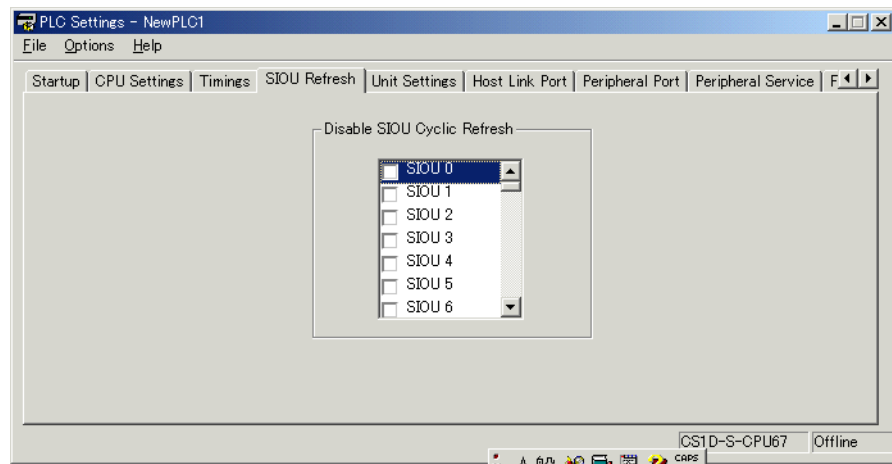 PLC Settings - NewPLC1
File Options Help
Startup CPU Settings Timings SIOU Refresh Unit Settings Host Link Port Peripheral Port Peripheral Service F
Disable SIOU Cyclic Refresh
SIOU 0
SIOU 1
SIOU 2
SIOU 3
SIOU 4
SIOU 5
SIOU 6
CS1D-S-CPU67 Offline
CAPS